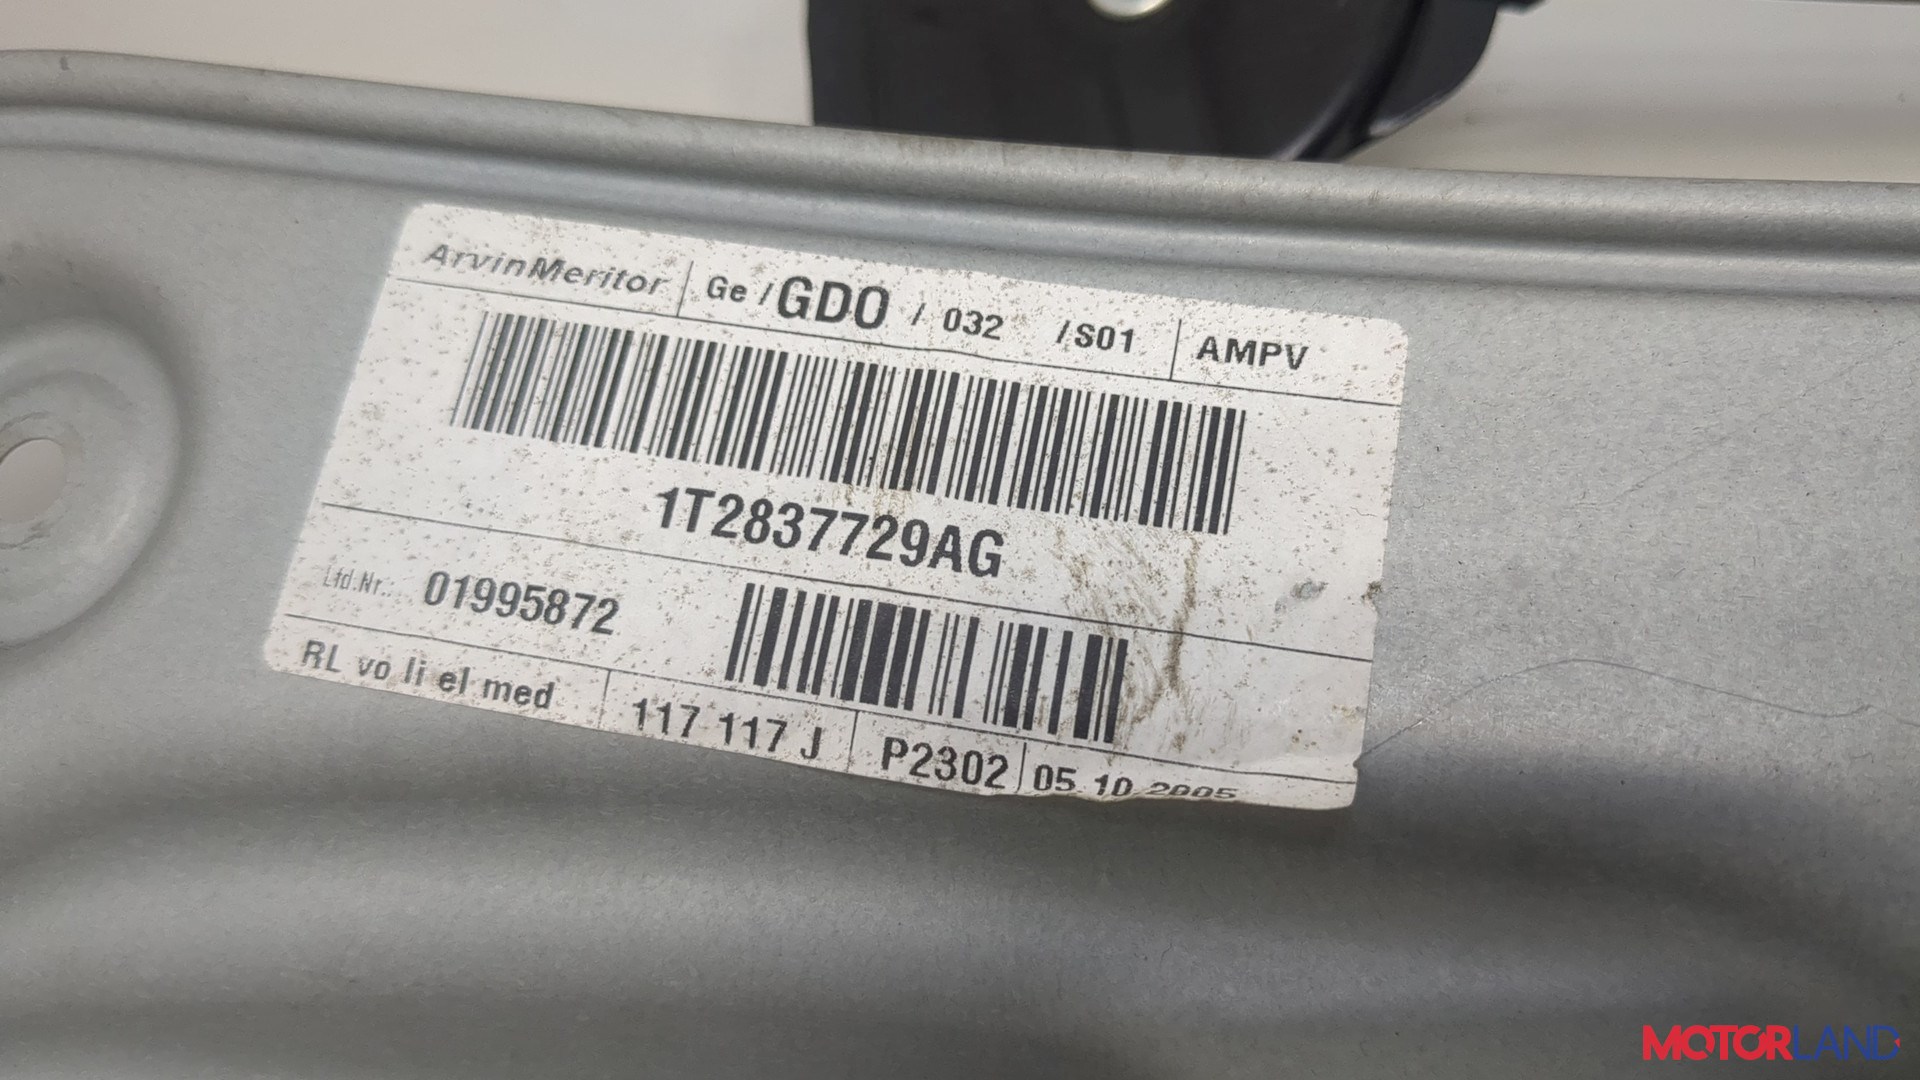 ArvinMeritor Ge / GDO / 032 / S01 AMPV
1T2837729AG
Lfd.Nr.: 01995872
RL vo li el med 117 117 J P2302 05.10.2005
MOTORLAND